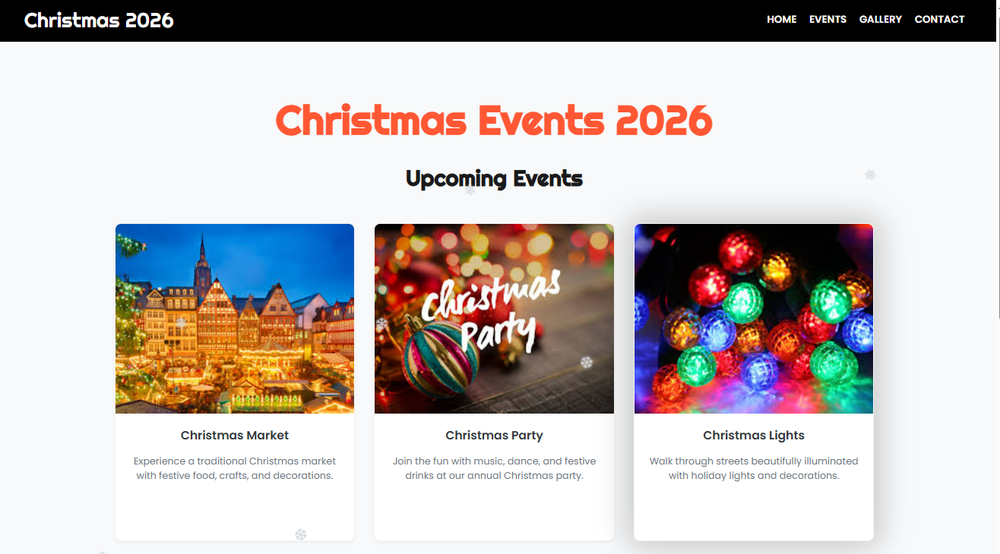 Christmas 2026
HOME EVENTS GALLERY CONTACT
Christmas Events 2026
Upcoming Events
Christmas
Party
Christmas Market
Experience a traditional Christmas market
with festive food, crafts, and decorations.
Christmas Party
Join the fun with music, dance, and festive
drinks at our annual Christmas party.
Christmas Lights
Walk through streets beautifully illuminated
with holiday lights and decorations.